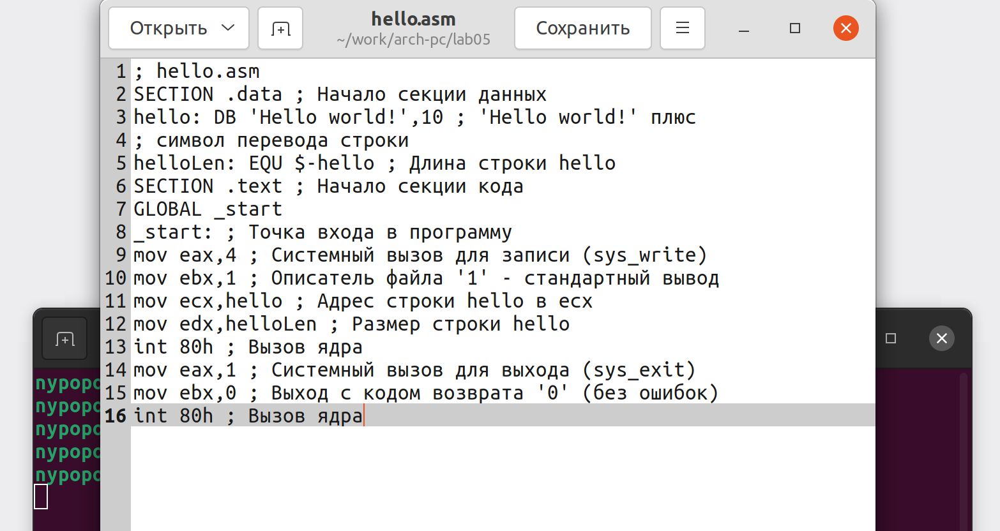 Открыть
hello.asm
~/work/arch-pc/lab05
Сохранить
1 ; hello.asm
2 SECTION .data ; Начало секции данных
3 hello: DB 'Hello world!',10 ; 'Hello world!' плюс
4 ; символ перевода строки
5 helloLen: EQU $-hello ; Длина строки hello
6 SECTION .text ; Начало секции кода
7 GLOBAL _start
8 _start: ; Точка входа в программу
9 mov eax,4 ; Системный вызов для записи (sys_write)
10 mov ebx,1 ; Описатель файла '1' - стандартный вывод
11 mov ecx,hello ; Адрес строки hello в ecx
12 mov edx,helloLen ; Размер строки hello
13 int 80h ; Вызов ядра
14 mov eax,1 ; Системный вызов для выхода (sys_exit)
15 mov ebx,0 ; Выход с кодом возврата '0' (без ошибок)
16 int 80h ; Вызов ядра